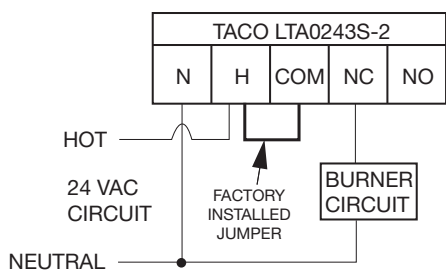 TACO LTA0243S-2
N H COM NC NO
HOT
24 VAC
CIRCUIT
FACTORY
INSTALLED
JUMPER
BURNER
CIRCUIT
NEUTRAL